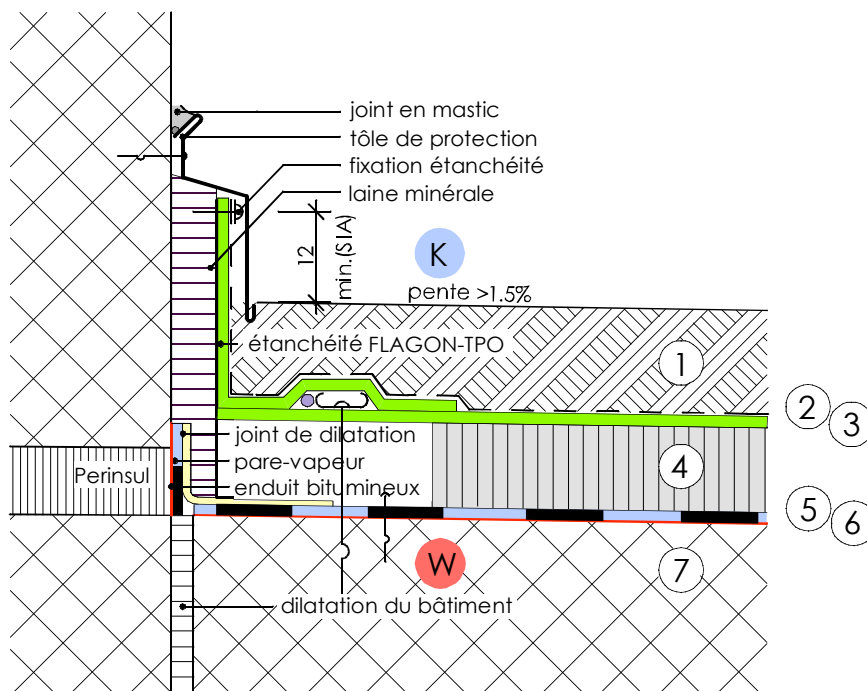 joint en mastic
tôle de protection
fixation étanchéité
laine minérale
12
min.(SIA)
K
pente >1.5%
étanchéité FLAGON-TPO
1
2
3
joint de dilatation
4
Perinsul
pare-vapeur
enduit bitumineux
5
6
W
7
dilatation du bâtiment